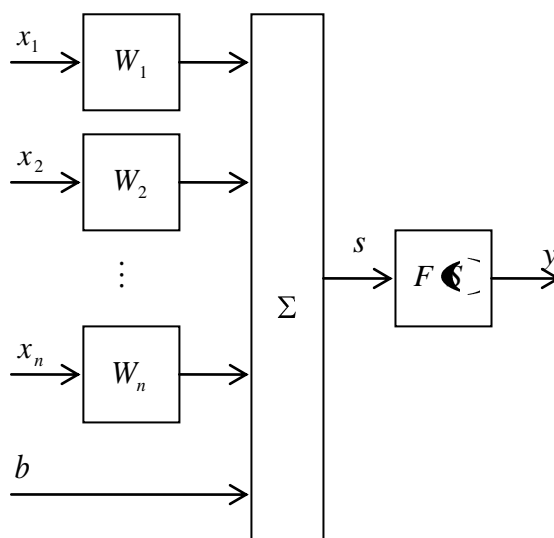 x₁
W₁
x₂
W₂
⋮
s
y
F
Σ
xₙ
Wₙ
b